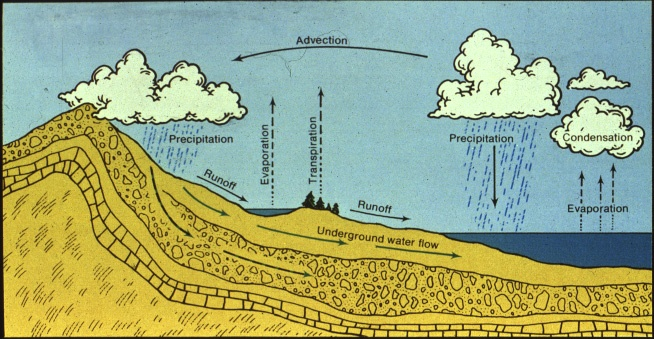 Advection
Precipitation
Precipitation
Condensation
Evaporation
Transpiration
Runoff
Runoff
Evaporation
Underground water flow